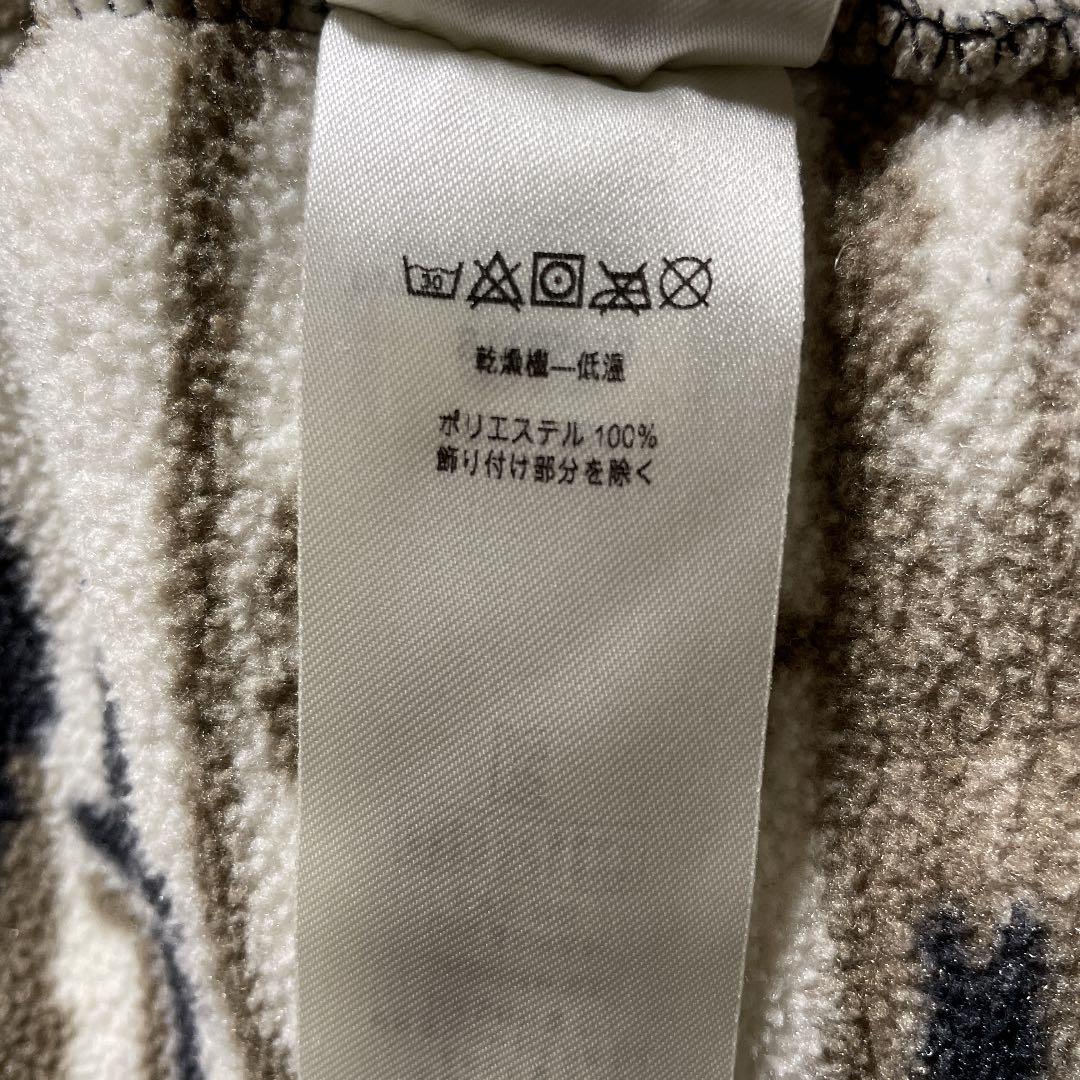 30
乾燥機—低温
ポリエステル 100%
飾り付け部分を除く